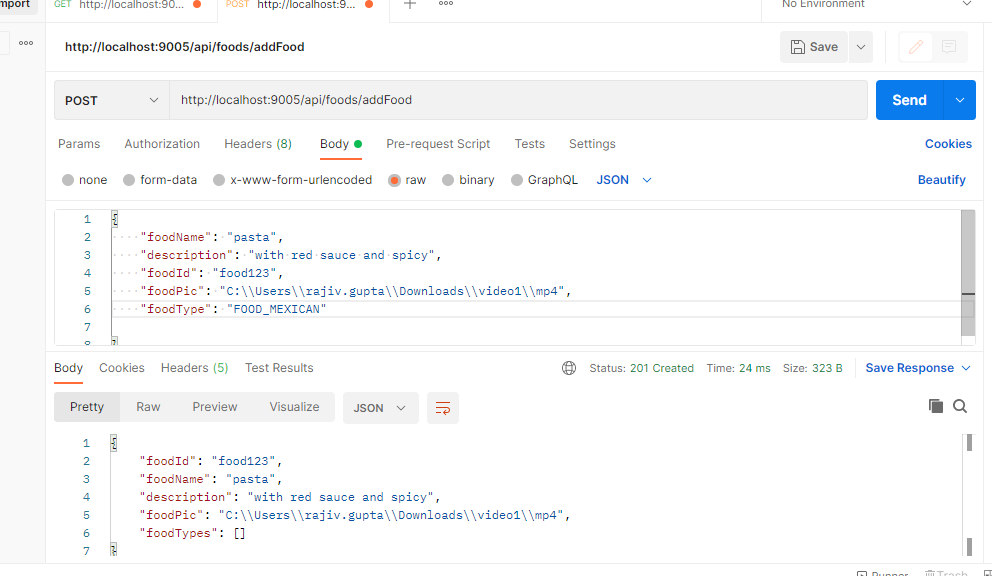 mport GET http://localhost:90... POST http://localhost:9... + ooo No Environment
ooo http://localhost:9005/api/foods/addFood Save
POST http://localhost:9005/api/foods/addFood Send
Params Authorization Headers (8) Body Pre-request Script Tests Settings Cookies
none form-data x-www-form-urlencoded raw binary GraphQL JSON Beautify
1 {
2 "foodName": "pasta",
3 "description": "with red sauce and spicy",
4 "foodId": "food123",
5 "foodPic": "C:\\Users\\rajiv.gupta\\Downloads\\video1\\mp4",
6 "foodType": "FOOD_MEXICAN"
7
8 }
Body Cookies Headers (5) Test Results Status: 201 Created Time: 24 ms Size: 323 B Save Response
Pretty Raw Preview Visualize JSON
1 {
2 "foodId": "food123",
3 "foodName": "pasta",
4 "description": "with red sauce and spicy",
5 "foodPic": "C:\\Users\\rajiv.gupta\\Downloads\\video1\\mp4",
6 "foodTypes": []
7 }
Runner Trash